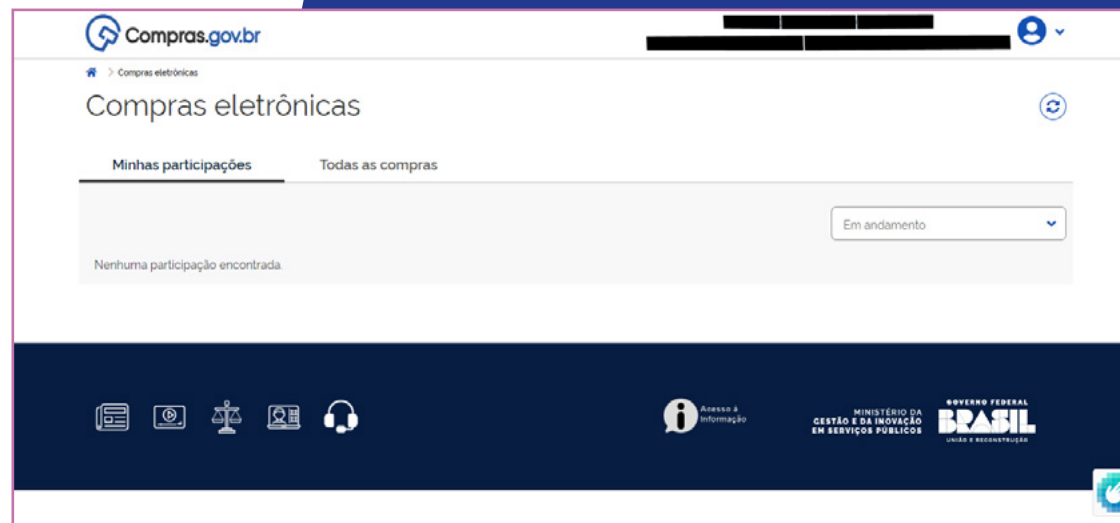 Compras.gov.br
Compras eletrônicas
Compras eletrônicas
Minhas participações
Todas as compras
Em andamento
Nenhuma participação encontrada.
Acesso à
Informação
MINISTÉRIO DA
GESTÃO E DA INOVAÇÃO
EM SERVIÇOS PÚBLICOS
GOVERNO FEDERAL
BRASIL
UNIÃO E RECONSTRUÇÃO